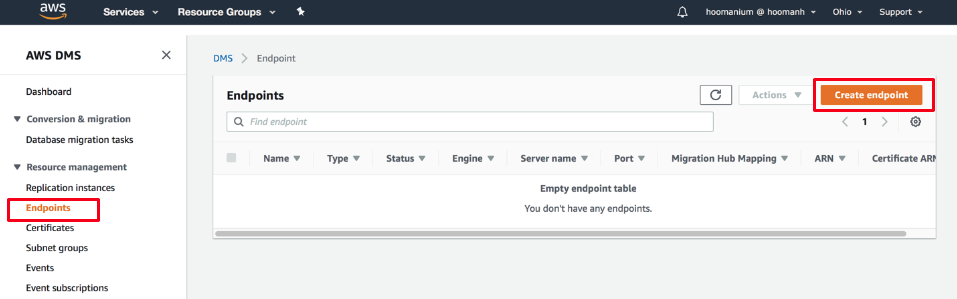 aws Services Resource Groups hoomanium @ hoomanh Ohio Support
AWS DMS
Dashboard
Conversion & migration
Database migration tasks
Resource management
Replication instances
Endpoints
Certificates
Subnet groups
Events
Event subscriptions
DMS Endpoint
Endpoints Actions Create endpoint
Find endpoint 1
Name Type Status Engine Server name Port Migration Hub Mapping ARN Certificate ARN
Empty endpoint table
You don't have any endpoints.